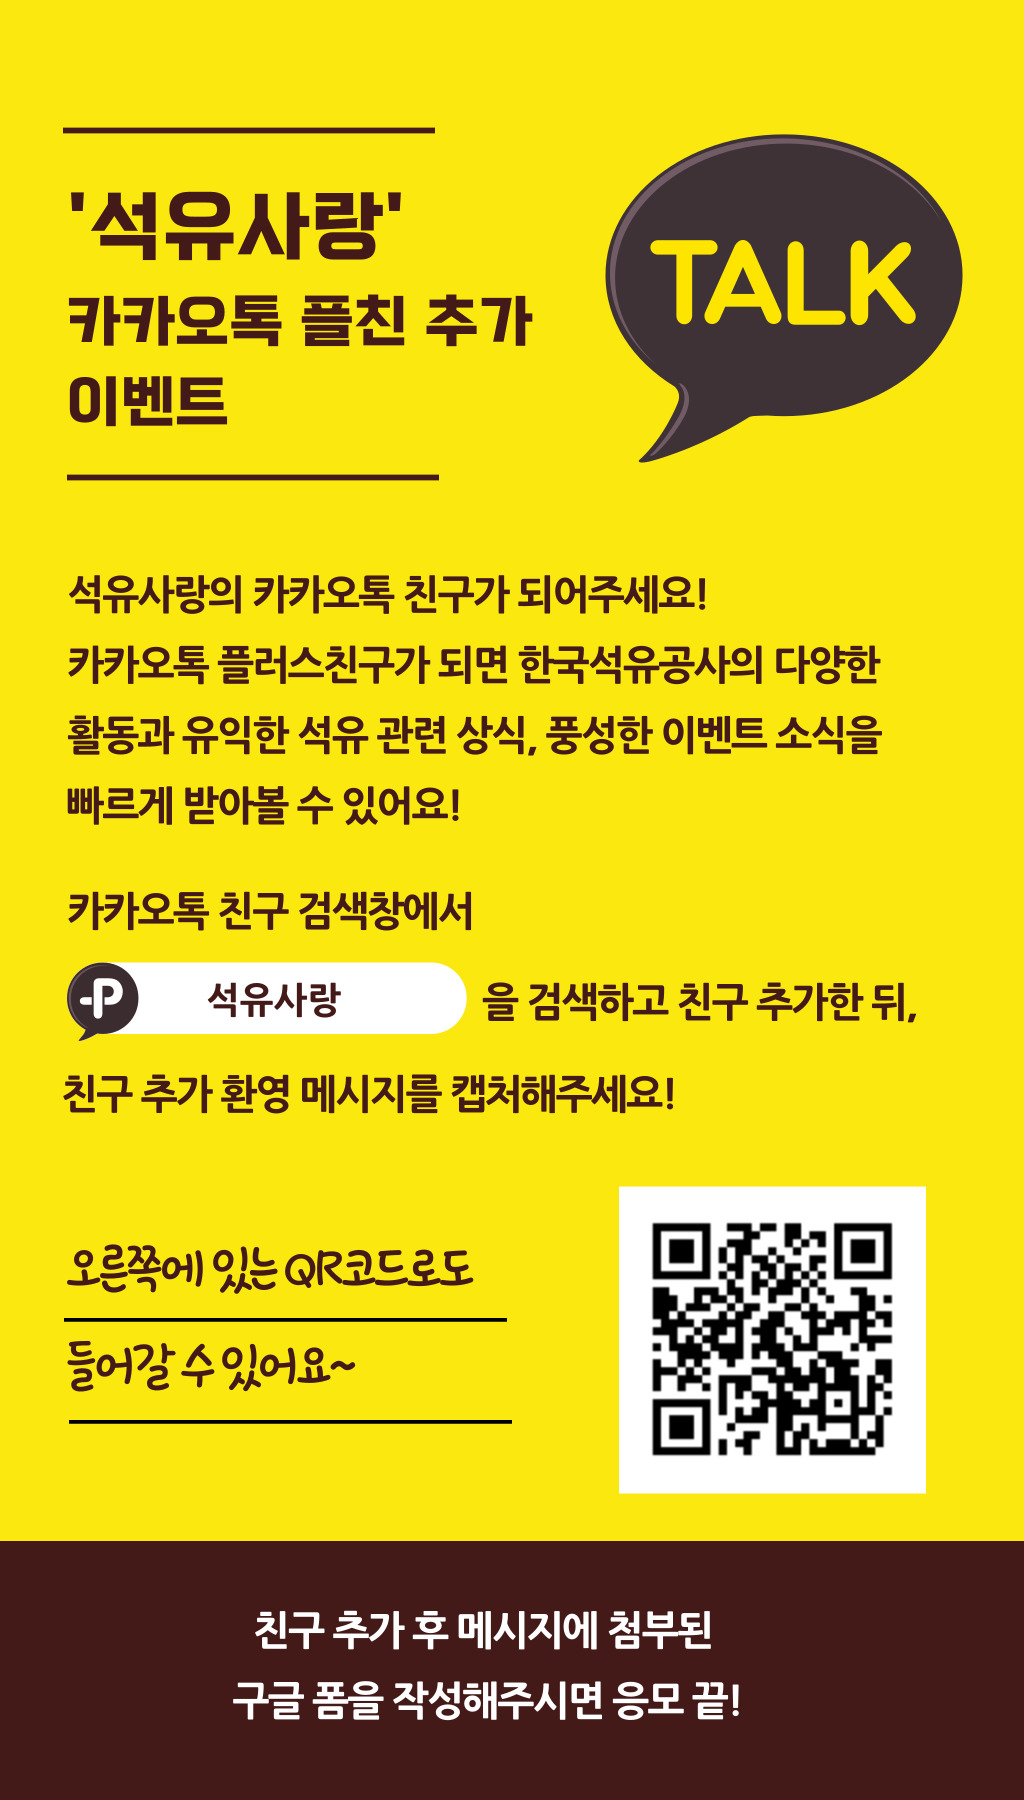 '석유사랑'
카카오톡 플친 추가
이벤트
TALK
석유사랑의 카카오톡 친구가 되어주세요!
카카오톡 플러스친구가 되면 한국석유공사의 다양한
활동과 유익한 석유 관련 상식, 풍성한 이벤트 소식을
빠르게 받아볼 수 있어요!
카카오톡 친구 검색창에서
+P 석유사랑 을 검색하고 친구 추가한 뒤,
친구 추가 환영 메시지를 캡처해주세요!
오른쪽에 있는 QR코드로도
들어갈 수 있어요~
친구 추가 후 메시지에 첨부된
구글 폼을 작성해주시면 응모 끝!